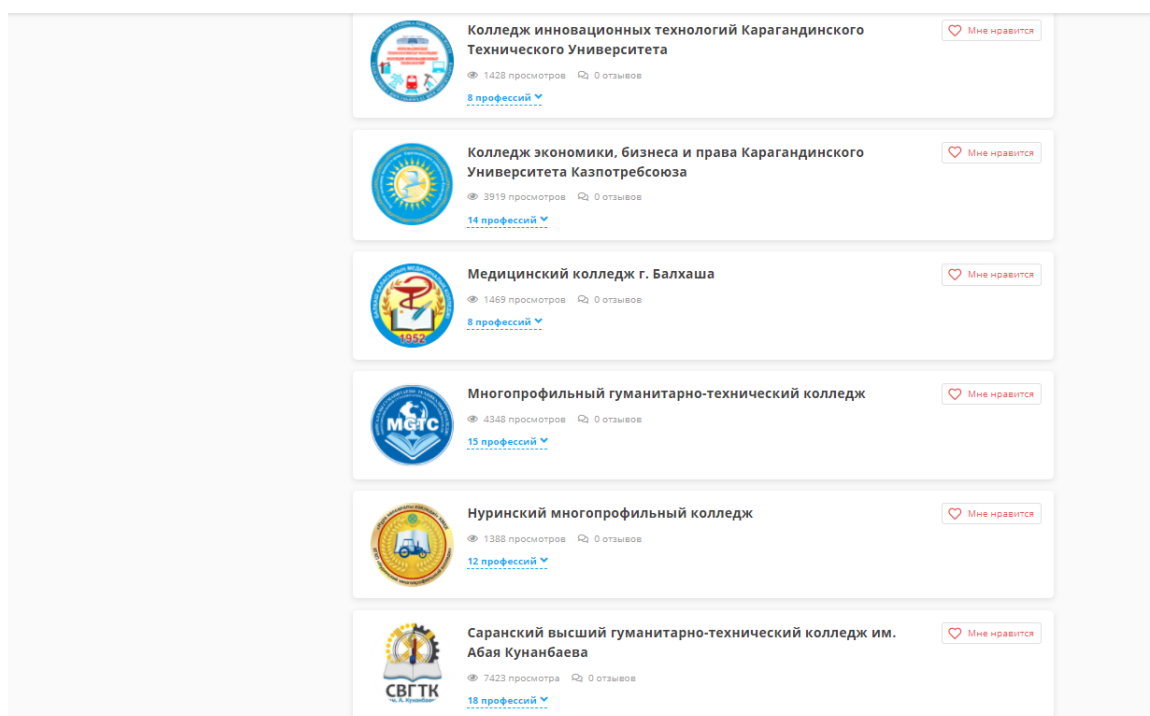 Колледж инновационных технологий Карагандинского
Технического Университета
Мне нравится
1428 просмотров 0 отзывов
8 профессий
Колледж экономики, бизнеса и права Карагандинского
Университета Казпотребсоюза
Мне нравится
3919 просмотров 0 отзывов
14 профессий
Медицинский колледж г. Балхаша
Мне нравится
1469 просмотров 0 отзывов
8 профессий
1952
Многопрофильный гуманитарно-технический колледж
Мне нравится
MGTC
4348 просмотров 0 отзывов
15 профессий
Нуринский многопрофильный колледж
Мне нравится
1388 просмотров 0 отзывов
12 профессий
Саранский высший гуманитарно-технический колледж им.
Абая Кунанбаева
Мне нравится
7423 просмотра 0 отзывов
СВГТК
18 профессий